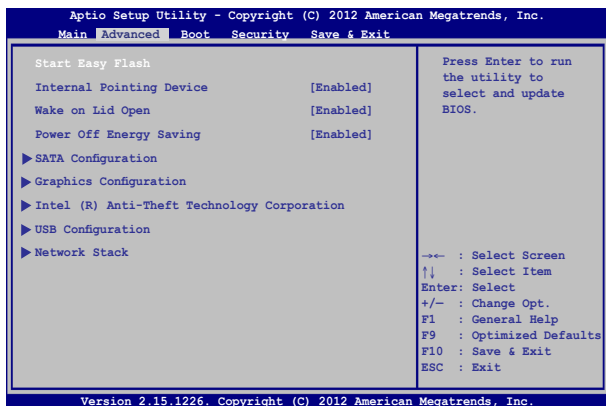 Aptio Setup Utility - Copyright (C) 2012 American Megatrends, Inc.
Main Advanced Boot Security Save & Exit
Start Easy Flash
Internal Pointing Device [Enabled]
Wake on Lid Open [Enabled]
Power Off Energy Saving [Enabled]
SATA Configuration
Graphics Configuration
Intel (R) Anti-Theft Technology Corporation
USB Configuration
Network Stack
Press Enter to run
the utility to
select and update
BIOS.
→← : Select Screen
↑↓ : Select Item
Enter: Select
+/— : Change Opt.
F1 : General Help
F9 : Optimized Defaults
F10 : Save & Exit
ESC : Exit
Version 2.15.1226. Copyright (C) 2012 American Megatrends, Inc.